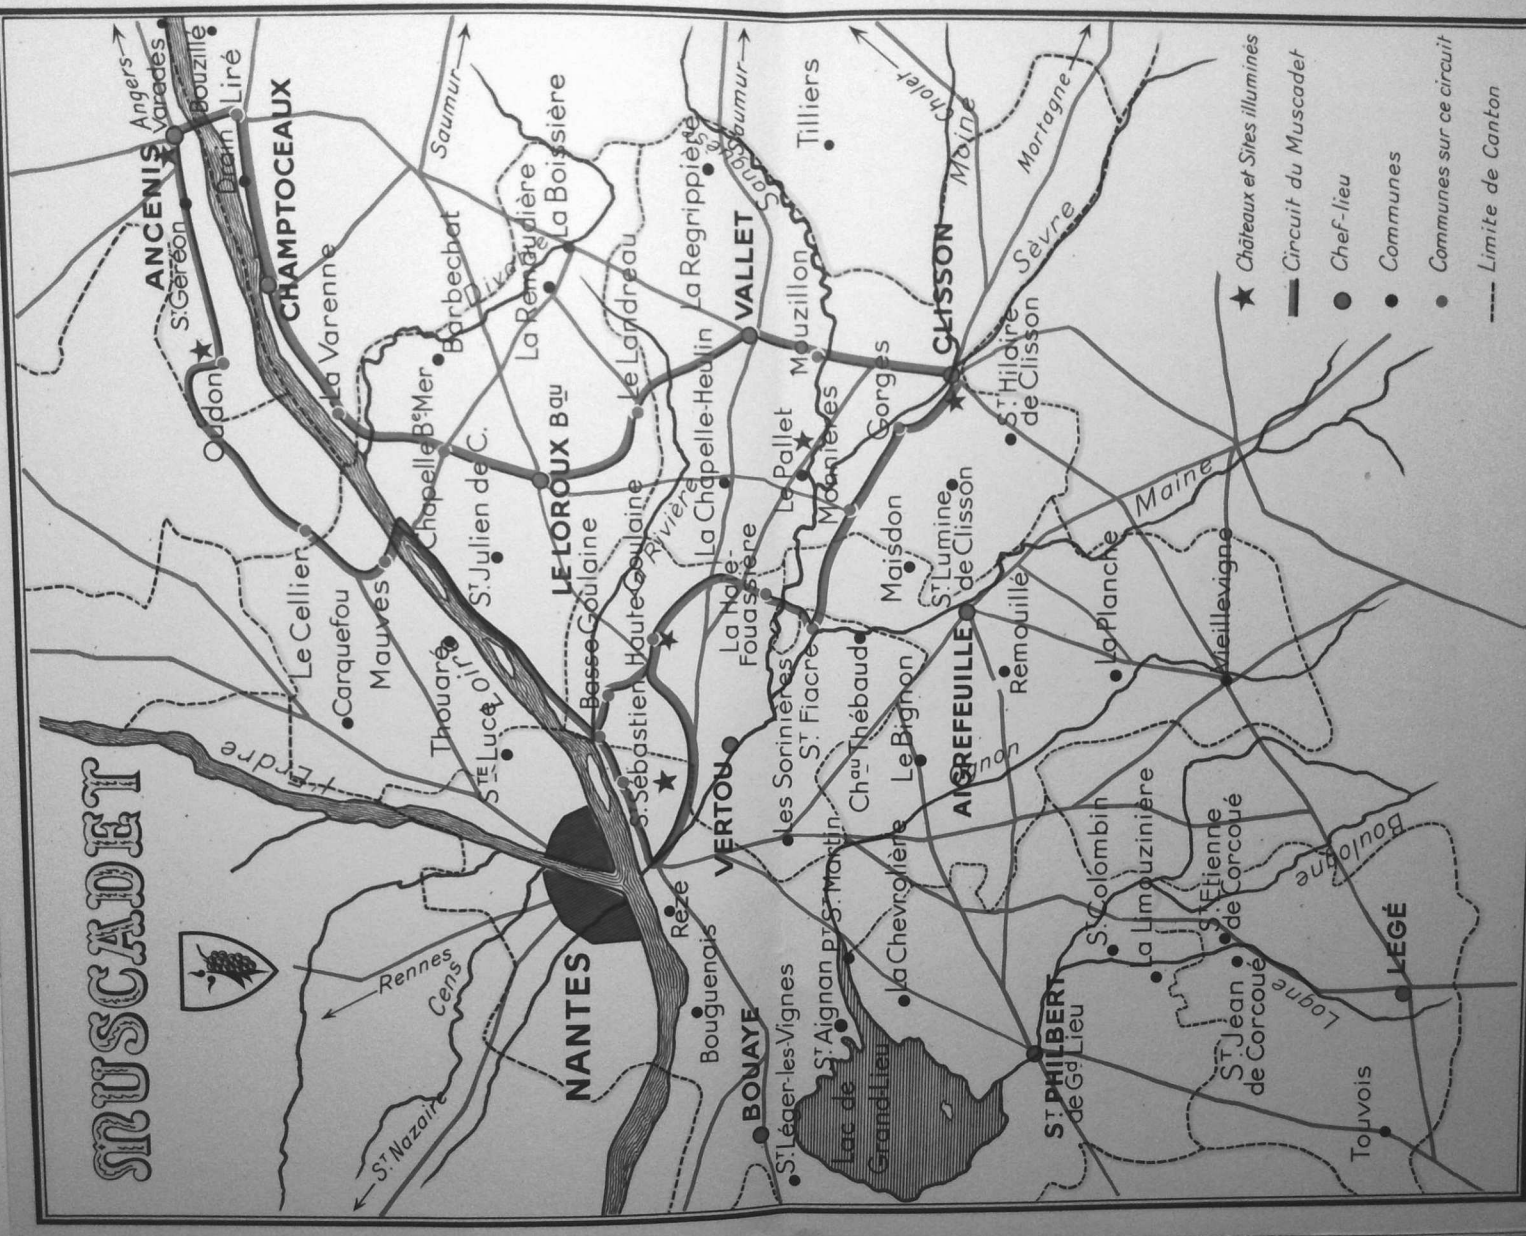 MUSCADET
Angers
Varades
Bouzillé
Liré
ANCENIS
Drain
St Géréon
CHAMPTOCEAUX
Saumur
Oudon
La Varenne
Barbechat
La Boissière
La Remaudière
Divatte
Tilliers
La Regrippière
Saumur
Sangueze
Cholet
Moine
Mortagne
Sèvre
VALLET
Mouzillon
CLISSON
Le Landreau
Chapelle Bse Mer
St Julien de C.
LE LOROUX Bau
La Chapelle-Heulin
Le Pallet
Monnières
Gorges
St Hilaire
de Clisson
Le Cellier
Mauves
Carquefou
Thouaré
Loire
Ste Luce
Basse Goulaine
Haute Goulaine
Rivière
La Haie-
Fouassière
Maisdon
St Lumine
de Clisson
Maine
St Sébastien
VERTOU
Les Sorinières
St Fiacre
Chau Thébaud
Le Bignon
AIGREFEUILLE
Remouillé
La Planche
Vieillevigne
L'Erdre
Rennes
Cens
St Nazaire
NANTES
Rezé
Bouguenais
BOUAYE
St Léger-les-Vignes
St Aignan
Pt St Martin
La Chevrolière
Lac de
Grand-Lieu
St PHILBERT
de Gd Lieu
St Colombin
La Limouzinière
St Etienne
de Corcoué
St Jean
de Corcoué
Boulogne
Logne
LEGÉ
Touvois
Châteaux et Sites illuminés
Circuit du Muscadet
Chef-lieu
Communes
Communes sur ce circuit
Limite de Canton